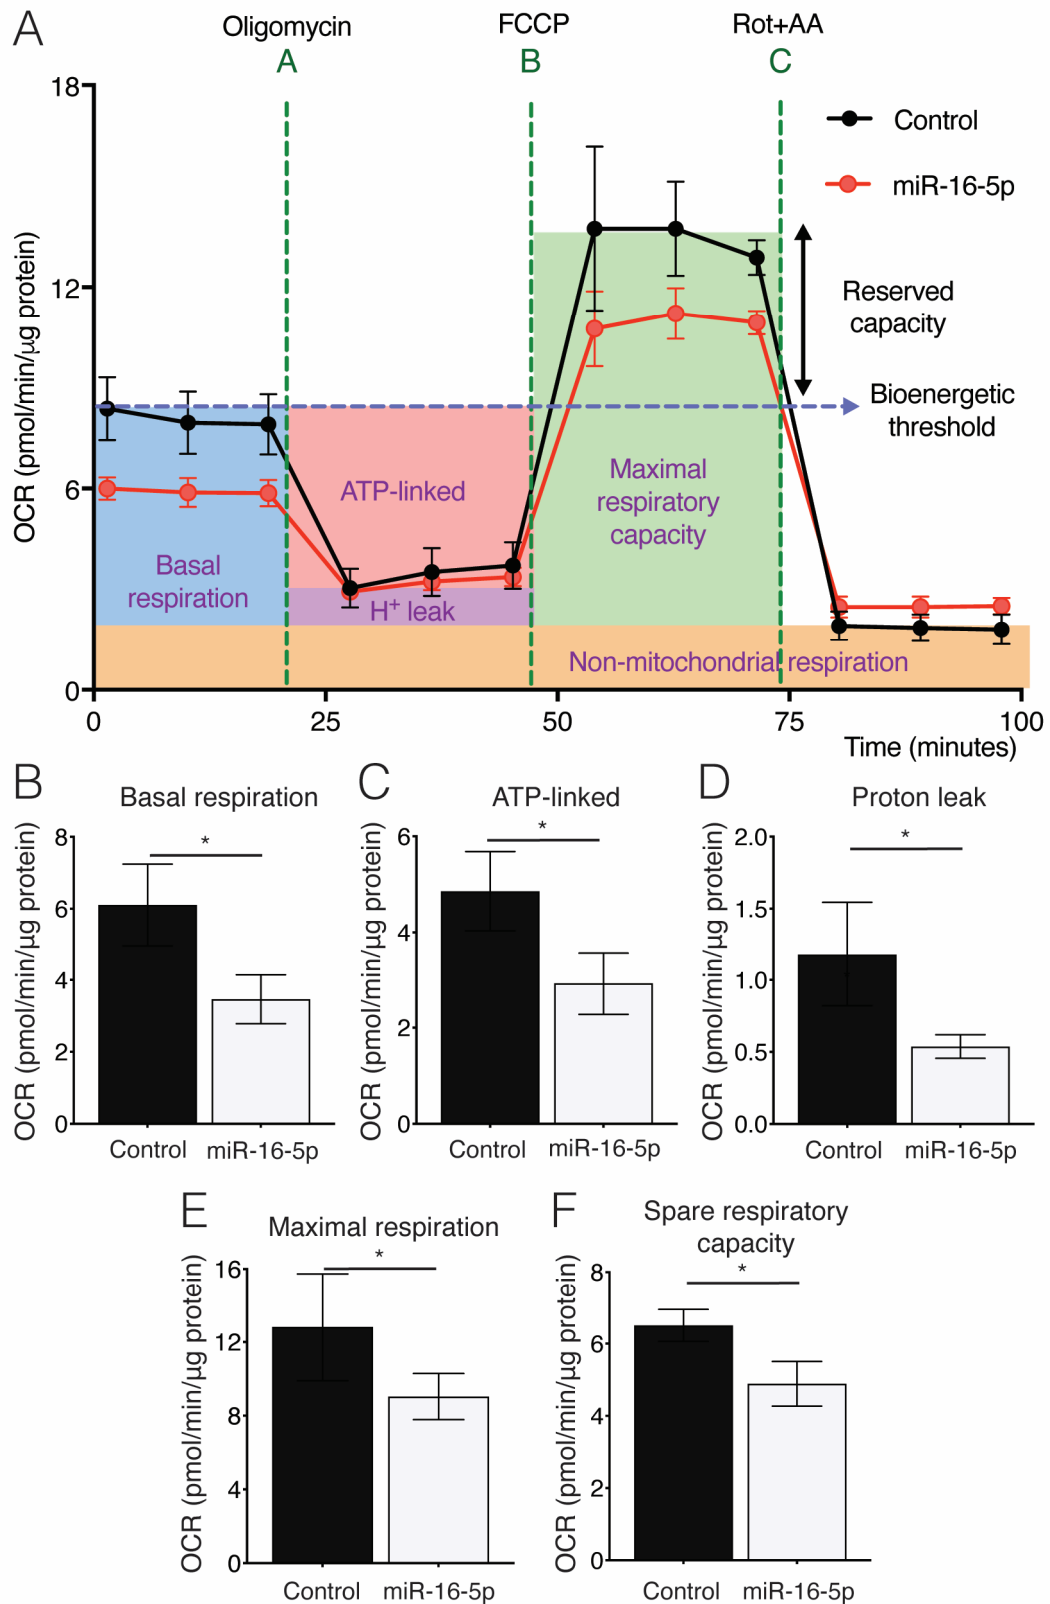 A
Oligomycin
FCCP
Rot+AA
A
B
C
18
12
6
0
OCR (pmol/min/µg protein)
Control
miR-16-5p
Reserved
capacity
Bioenergetic
threshold
ATP-linked
Maximal
respiratory
capacity
Basal
respiration
H+ leak
Non-mitochondrial respiration
0
25
50
75
100
Time (minutes)
B
Basal respiration
*
OCR (pmol/min/µg protein)
8
6
4
2
0
Control
miR-16-5p
C
ATP-linked
*
OCR (pmol/min/µg protein)
6
4
2
0
Control
miR-16-5p
D
Proton leak
*
OCR (pmol/min/µg protein)
2.0
1.5
1.0
0.5
0.0
Control
miR-16-5p
E
Maximal respiration
*
OCR (pmol/min/µg protein)
16
12
8
4
0
Control
miR-16-5p
F
Spare respiratory
capacity
*
OCR (pmol/min/µg protein)
8
6
4
2
0
Control
miR-16-5p